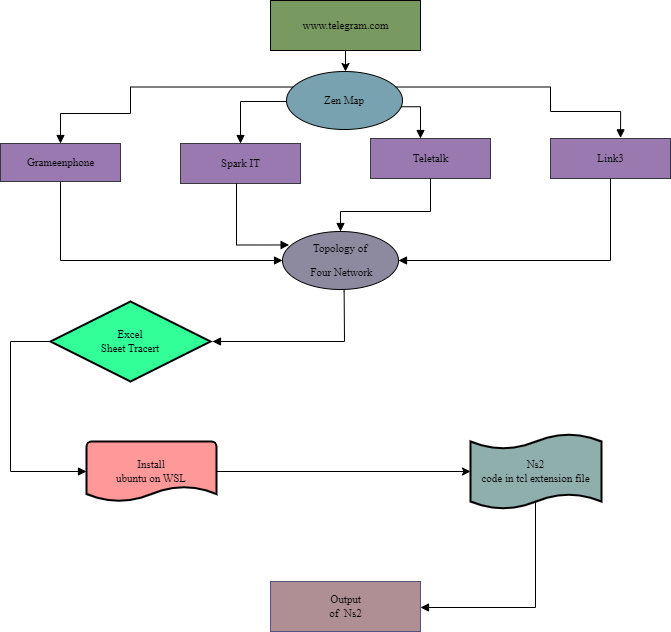 www.telegram.com
Zen Map
Grameenphone
Spark IT
Teletalk
Link3
Topology of
Four Network
Excel
Sheet Tracert
Install
ubuntu on WSL
Ns2
code in tcl extension file
Output
of Ns2